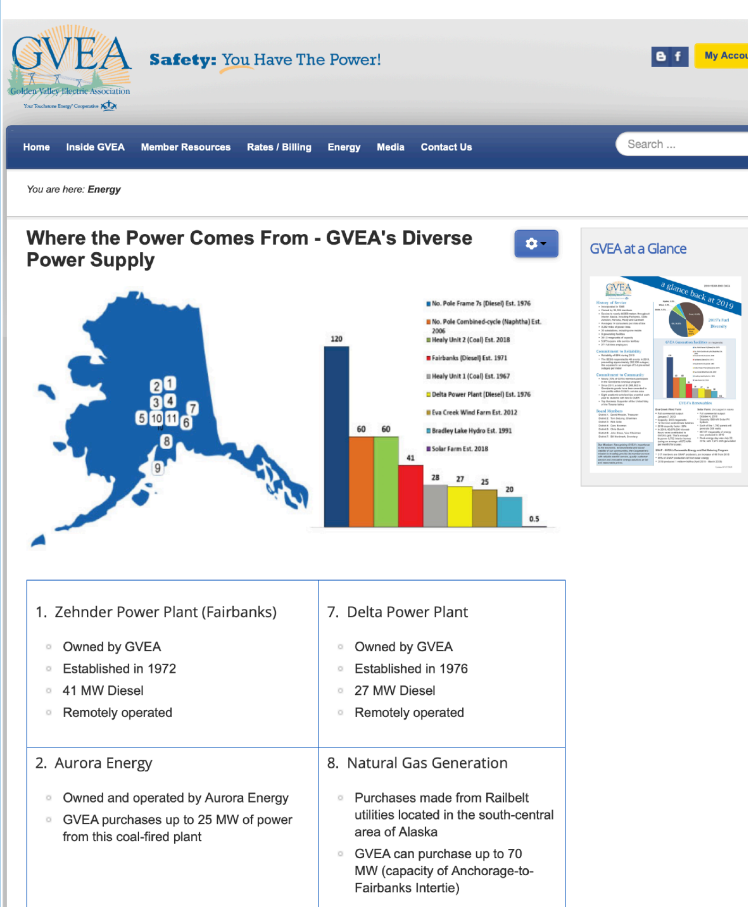 GVEA
Golden Valley Electric Association
Your Touchstone Energy® Cooperative
Safety: You Have The Power!
My Accou
Home Inside GVEA Member Resources Rates / Billing Energy Media Contact Us
Search ...
You are here: Energy
Where the Power Comes From - GVEA's Diverse
Power Supply
GVEA at a Glance
No. Pole Frame 7s (Diesel) Est. 1976
No. Pole Combined-cycle (Naphtha) Est.
2006
Healy Unit 2 (Coal) Est. 2018
Fairbanks (Diesel) Est. 1971
Healy Unit 1 (Coal) Est. 1967
Delta Power Plant (Diesel) Est. 1976
Eva Creek Wind Farm Est. 2012
Bradley Lake Hydro Est. 1991
Solar Farm Est. 2018
120
60 60
41
28 27 25
20
0.5
2 1
3 4
7
5 10 11 6
8
9
GVEA
a glance back at 2019
1. Zehnder Power Plant (Fairbanks)
Owned by GVEA
Established in 1972
41 MW Diesel
Remotely operated
7. Delta Power Plant
Owned by GVEA
Established in 1976
27 MW Diesel
Remotely operated
2. Aurora Energy
Owned and operated by Aurora Energy
GVEA purchases up to 25 MW of power
from this coal-fired plant
8. Natural Gas Generation
Purchases made from Railbelt
utilities located in the south-central
area of Alaska
GVEA can purchase up to 70
MW (capacity of Anchorage-to-
Fairbanks Intertie)